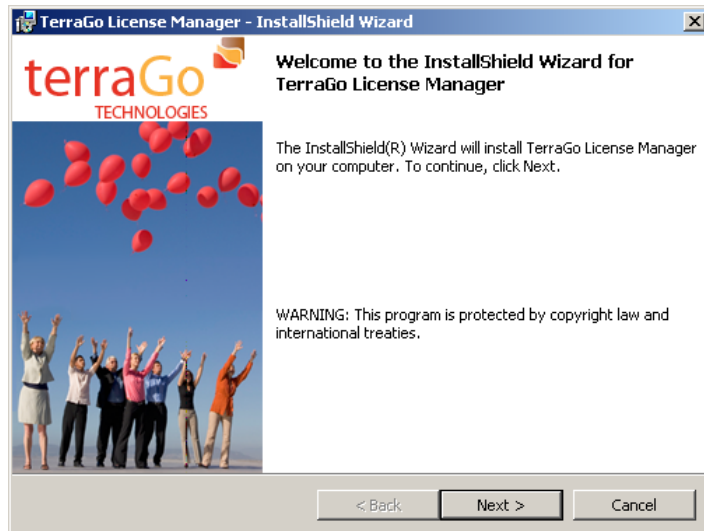 TerraGo License Manager - InstallShield Wizard
terraGo
TECHNOLOGIES
Welcome to the InstallShield Wizard for
TerraGo License Manager
The InstallShield(R) Wizard will install TerraGo License Manager
on your computer. To continue, click Next.
WARNING: This program is protected by copyright law and
international treaties.
< Back
Next >
Cancel